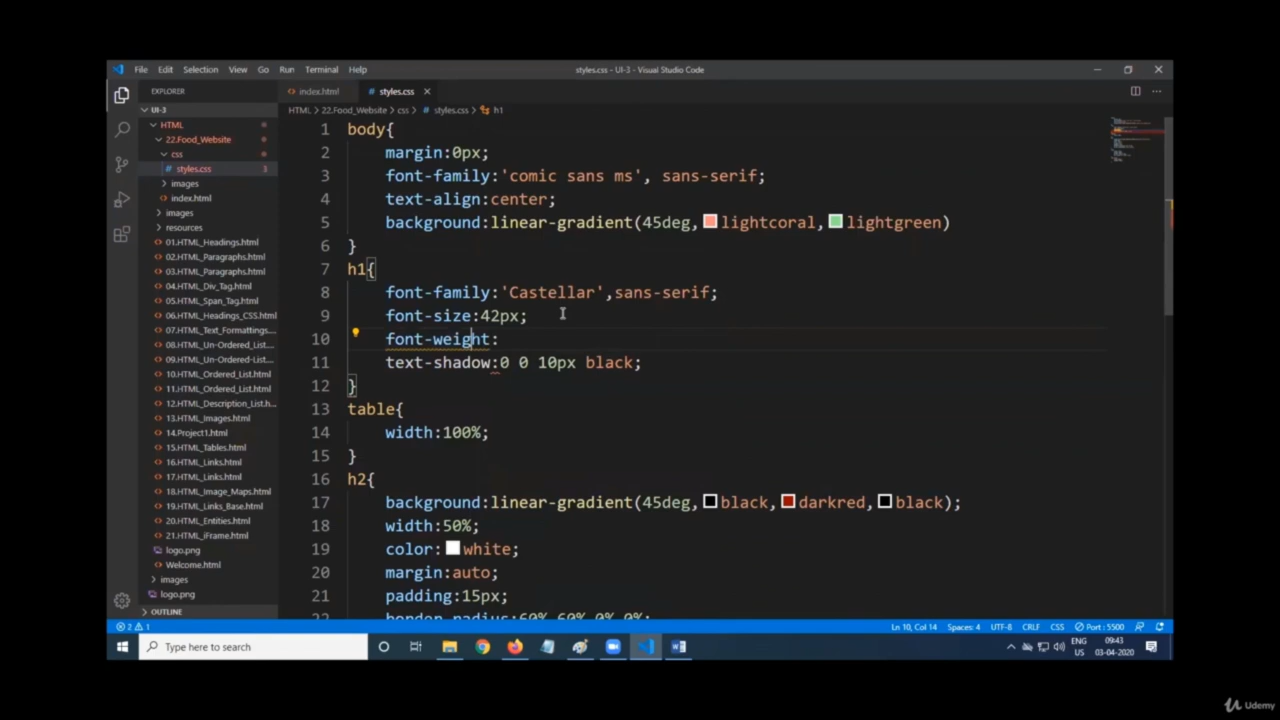 File Edit Selection View Go Run Terminal Help
styles.css - UI-3 - Visual Studio Code
EXPLORER
index.html
styles.css
UI-3
HTML
22.Food_Website
css
styles.css 3
images
index.html
images
resources
01.HTML_Headings.html
02.HTML_Paragraphs.html
03.HTML_Paragraphs.html
04.HTML_Div_Tag.html
05.HTML_Span_Tag.html
06.HTML_Headings_CSS.html
07.HTML_Text_Formattings...
08.HTML_Un-Ordered_List....
09.HTML_Un-Ordered_List....
10.HTML_Ordered_List.html
11.HTML_Ordered_List.html
12.HTML_Description_List.h...
13.HTML_Images.html
14.Project1.html
15.HTML_Tables.html
16.HTML_Links.html
17.HTML_Links.html
18.HTML_Image_Maps.html
19.HTML_Links_Base.html
20.HTML_Entities.html
21.HTML_iFrame.html
logo.png
Welcome.html
images
logo.png
OUTLINE
HTML > 22.Food_Website > css > # styles.css > h1
1 body{
2 margin:0px;
3 font-family:'comic sans ms', sans-serif;
4 text-align:center;
5 background:linear-gradient(45deg,lightcoral,lightgreen)
6 }
7 h1{
8 font-family:'Castellar',sans-serif;
9 font-size:42px;
10 font-weight:
11 text-shadow:0 0 10px black;
12 }
13 table{
14 width:100%;
15 }
16 h2{
17 background:linear-gradient(45deg,black,darkred,black);
18 width:50%;
19 color:white;
20 margin:auto;
21 padding:15px;
22 border-radius:60% 60% 0% 0%;
2 1
Ln 10, Col 14 Spaces: 4 UTF-8 CRLF CSS Port : 5500
Type here to search
ENG
US
09:43
03-04-2020
Udemy